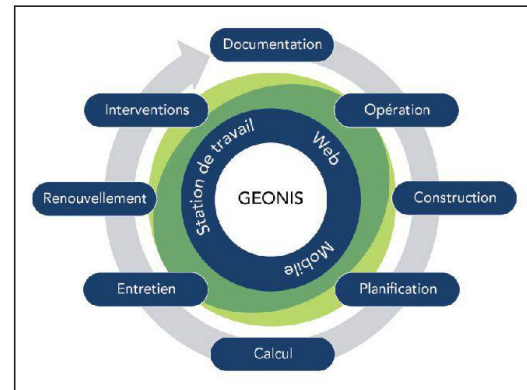 Documentation
Interventions
Opération
Station de travail
Web
Renouvellement
GEONIS
Construction
Mobile
Entretien
Planification
Calcul